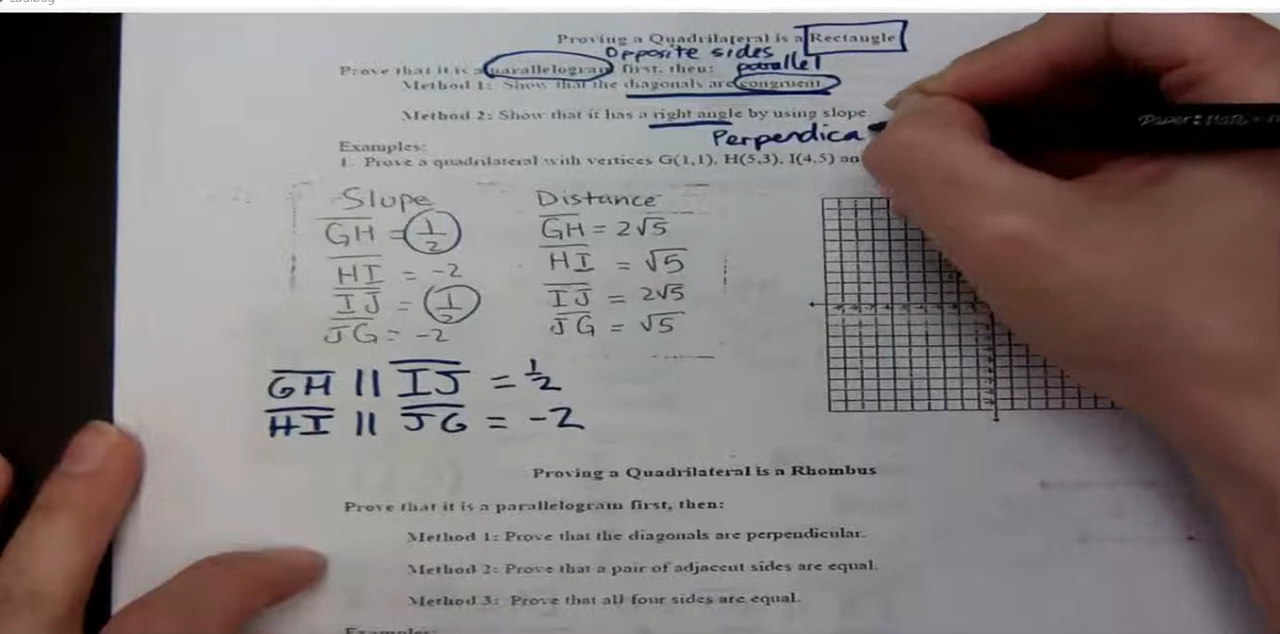 Proving a Quadrilateral is a Rectangle
Opposite sides
parallel
Prove that it is a parallelogram first, then:
Method 1: Show that the diagonals are congruent.
Method 2: Show that it has a right angle by using slope
Perpendica
Examples:
1. Prove a quadrilateral with vertices G(1,1), H(5,3), I(4,5) an
Slope
GH = 1/2
HI = -2
IJ = 1/2
JG = -2
Distance
GH = 2√5
HI = √5
IJ = 2√5
JG = √5
GH || IJ = 1/2
HI || JG = -2
Proving a Quadrilateral is a Rhombus
Prove that it is a parallelogram first, then:
Method 1: Prove that the diagonals are perpendicular.
Method 2: Prove that a pair of adjacent sides are equal.
Method 3: Prove that all four sides are equal.
Examples: